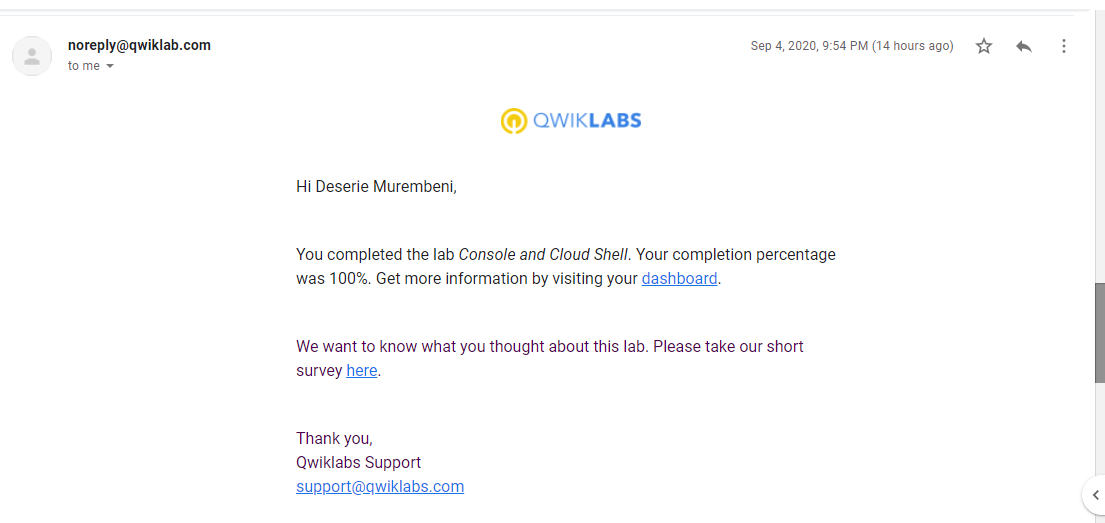 noreply@qwiklab.com
Sep 4, 2020, 9:54 PM (14 hours ago)
to me
QWIKLABS
Hi Deserie Murembeni,
You completed the lab Console and Cloud Shell. Your completion percentage
was 100%. Get more information by visiting your dashboard.
We want to know what you thought about this lab. Please take our short
survey here.
Thank you,
Qwiklabs Support
support@qwiklabs.com